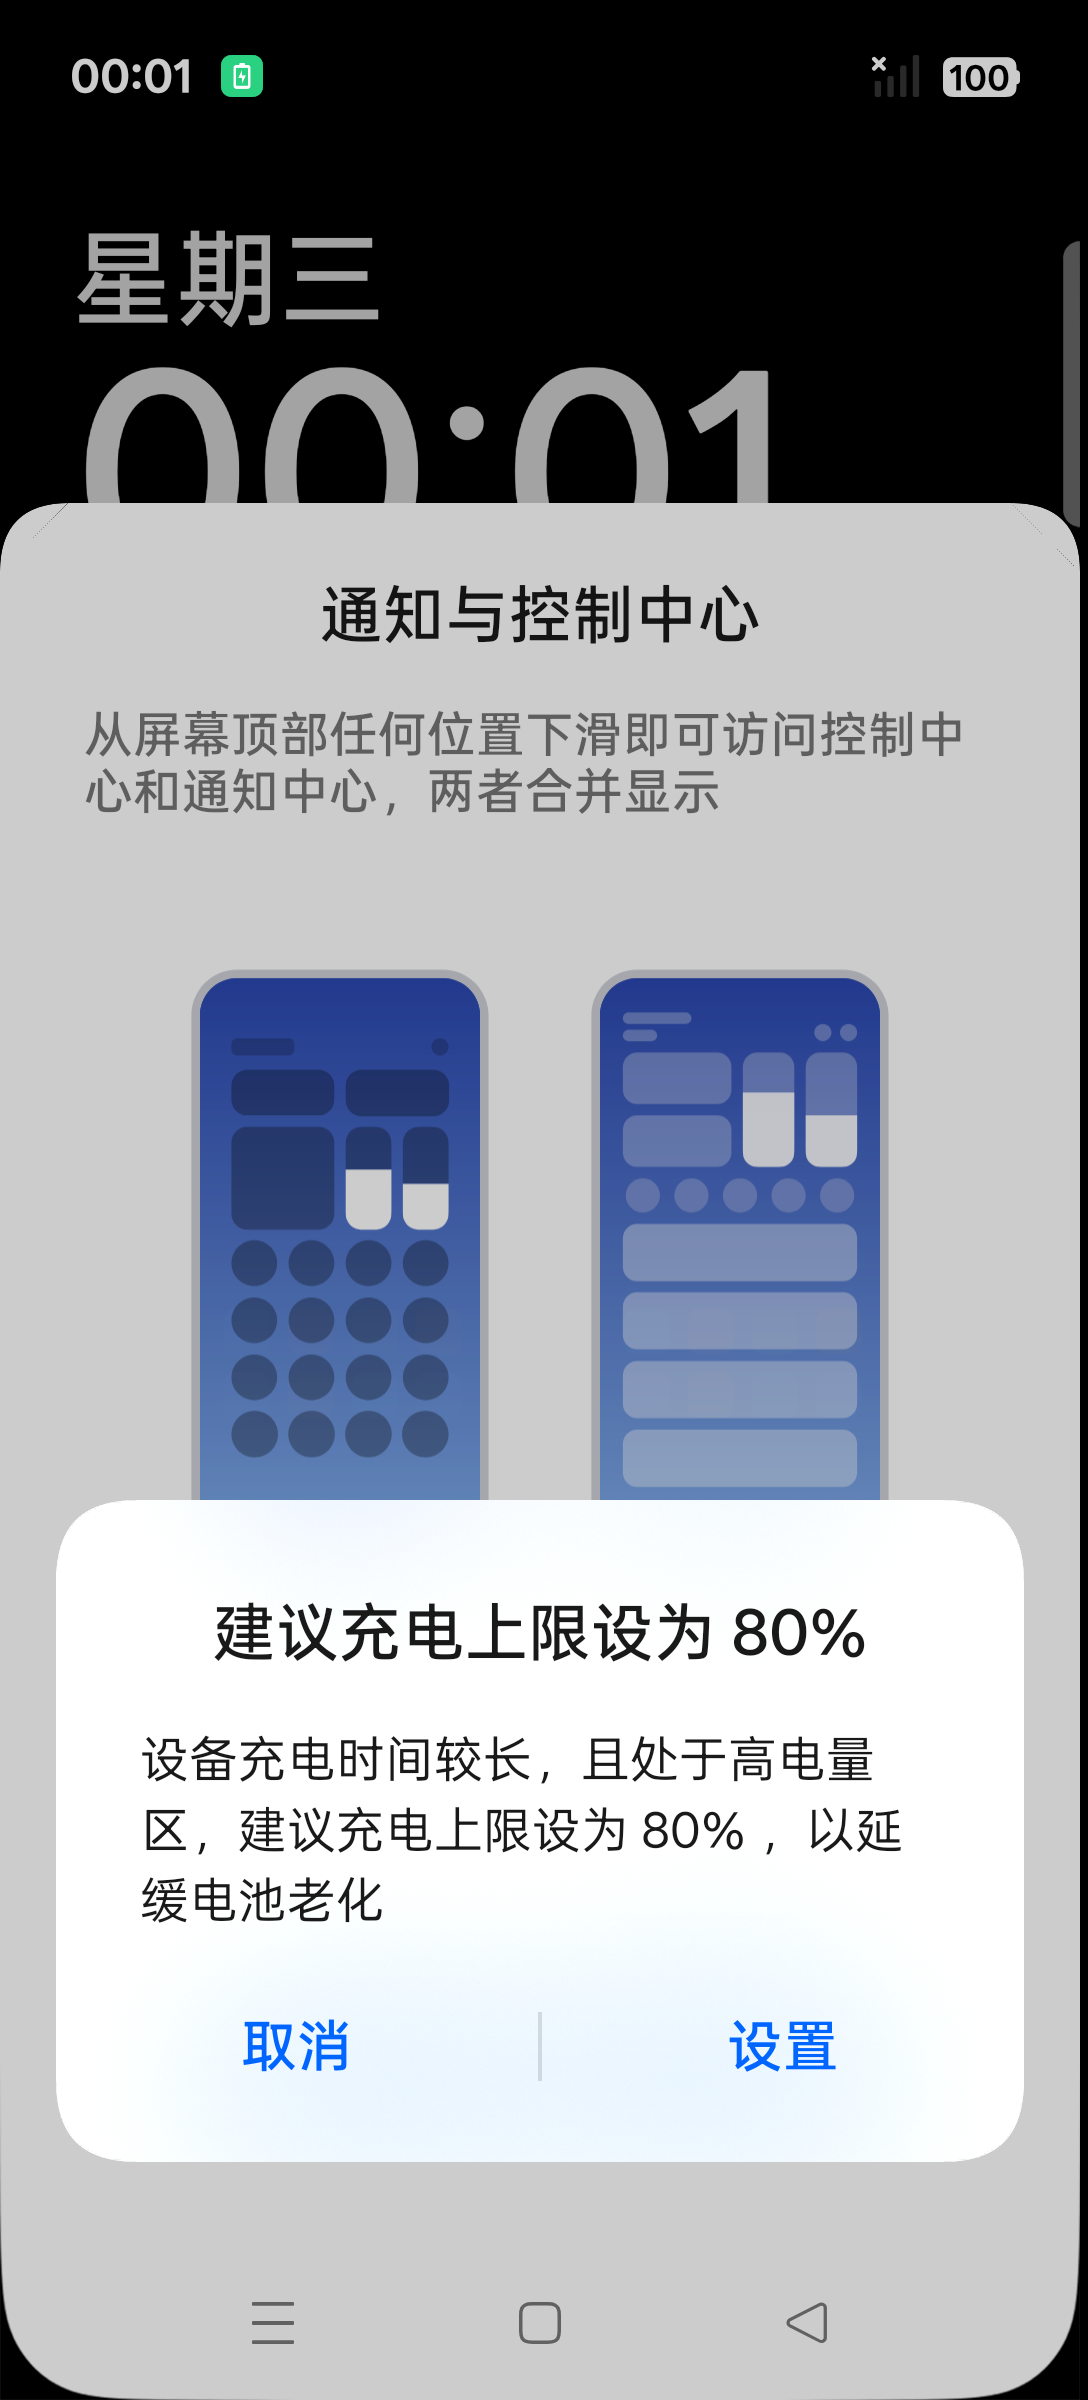 00:01
100
星期三
00:01
通知与控制中心
从屏幕顶部任何位置下滑即可访问控制中
心和通知中心，两者合并显示
建议充电上限设为 80%
设备充电时间较长，且处于高电量
区，建议充电上限设为 80% ，以延
缓电池老化
取消
设置